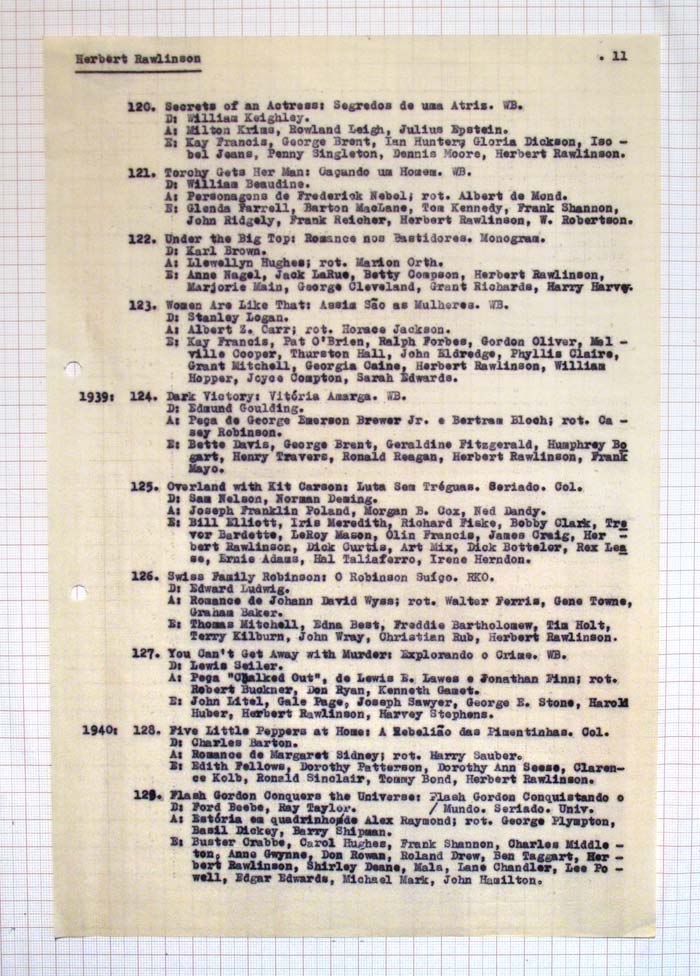 Herbert Rawlinson . 11
120. Secrets of an Actress: Segredos de uma Atriz. WB.
D: William Keighley.
A: Milton Krims, Rowland Leigh, Julius Epstein.
E: Kay Francis, George Brent, Ian Hunter, Gloria Dickson, Iso -
bel Jeans, Penny Singleton, Dennis Moore, Herbert Rawlinson.
121. Torchy Gets Her Man: Caçando um Homem. WB.
D: William Beaudine.
A: Personagens de Frederick Nebel; rot. Albert de Mond.
E: Glenda Farrell, Barton MacLane, Tom Kennedy, Frank Shannon,
John Ridgely, Frank Reicher, Herbert Rawlinson, W. Robertson.
122. Under the Big Top: Romance nos Bastidores. Monogram.
D: Karl Brown.
A: Llewellyn Hughes; rot. Marion Orth.
E: Anne Nagel, Jack LaRue, Betty Compson, Herbert Rawlinson,
Marjorie Main, George Cleveland, Grant Richards, Harry Harvey.
123. Women Are Like That: Assim São as Mulheres. WB.
D: Stanley Logan.
A: Albert Z. Carr; rot. Horace Jackson.
E: Kay Francis, Pat O'Brien, Ralph Forbes, Gordon Oliver, Mel -
ville Cooper, Thurston Hall, John Eldredge, Phyllis Claire,
Grant Mitchell, Georgia Caine, Herbert Rawlinson, William
Hopper, Joyce Compton, Sarah Edwards.
1939: 124. Dark Victory: Vitória Amarga. WB.
D: Edmund Goulding.
A: Peça de George Emerson Brewer Jr. e Bertram Bloch; rot. Ca -
sey Robinson.
E: Bette Davis, George Brent, Geraldine Fitzgerald, Humphrey Bo
gart, Henry Travers, Ronald Reagan, Herbert Rawlinson, Frank
Mayo.
125. Overland with Kit Carson: Luta Sem Tréguas. Seriado. Col.
D: Sam Nelson, Norman Deming.
A: Joseph Franklin Poland, Morgan B. Cox, Ned Dandy.
E: Bill Elliott, Iris Meredith, Richard Fiske, Bobby Clark, Tre
vor Bardette, LeRoy Mason, Olin Francis, James Craig, Her -
bert Rawlinson, Dick Curtis, Art Mix, Dick Botteler, Rex Lea
se, Ernie Adams, Hal Taliaferro, Irene Herndon.
126. Swiss Family Robinson: O Robinson Suíço. RKO.
D: Edward Ludwig.
A: Romance de Johann David Wyss; rot. Walter Ferris, Gene Towne,
Graham Baker.
E: Thomas Mitchell, Edna Best, Freddie Bartholomew, Tim Holt,
Terry Kilburn, John Wray, Christian Rub, Herbert Rawlinson.
127. You Can't Get Away with Murder: Explorando o Crime. WB.
D: Lewis Seiler.
A: Peça "Chalked Out", de Lewis E. Lawes e Jonathan Finn; rot.
Robert Buckner, Don Ryan, Kenneth Gamet.
E: John Litel, Gale Page, Joseph Sawyer, George E. Stone, Harold
Huber, Herbert Rawlinson, Harvey Stephens.
1940: 128. Five Little Peppers at Home: A Rebelião das Pimentinhas. Col.
D: Charles Barton.
A: Romance de Margaret Sidney; rot. Harry Sauber.
E: Edith Fellows, Dorothy Patterson, Dorothy Ann Seese, Claren-
ce Kolb, Ronald Sinclair, Tommy Bond, Herbert Rawlinson.
129. Flash Gordon Conquers the Universe: Flash Gordon Conquistando o
D: Ford Beebe, Ray Taylor. / Mundo. Seriado. Univ.
A: Estória em quadrinhos de Alex Raymond; rot. George Plympton,
Basil Dickey, Barry Shipman.
E: Buster Crabbe, Carol Hughes, Frank Shannon, Charles Middle -
ton, Anne Gwynne, Don Rowan, Roland Drew, Ben Taggart, Her -
bert Rawlinson, Shirley Deane, Mala, Lane Chandler, Lee Po -
well, Edgar Edwards, Michael Mark, John Hamilton.